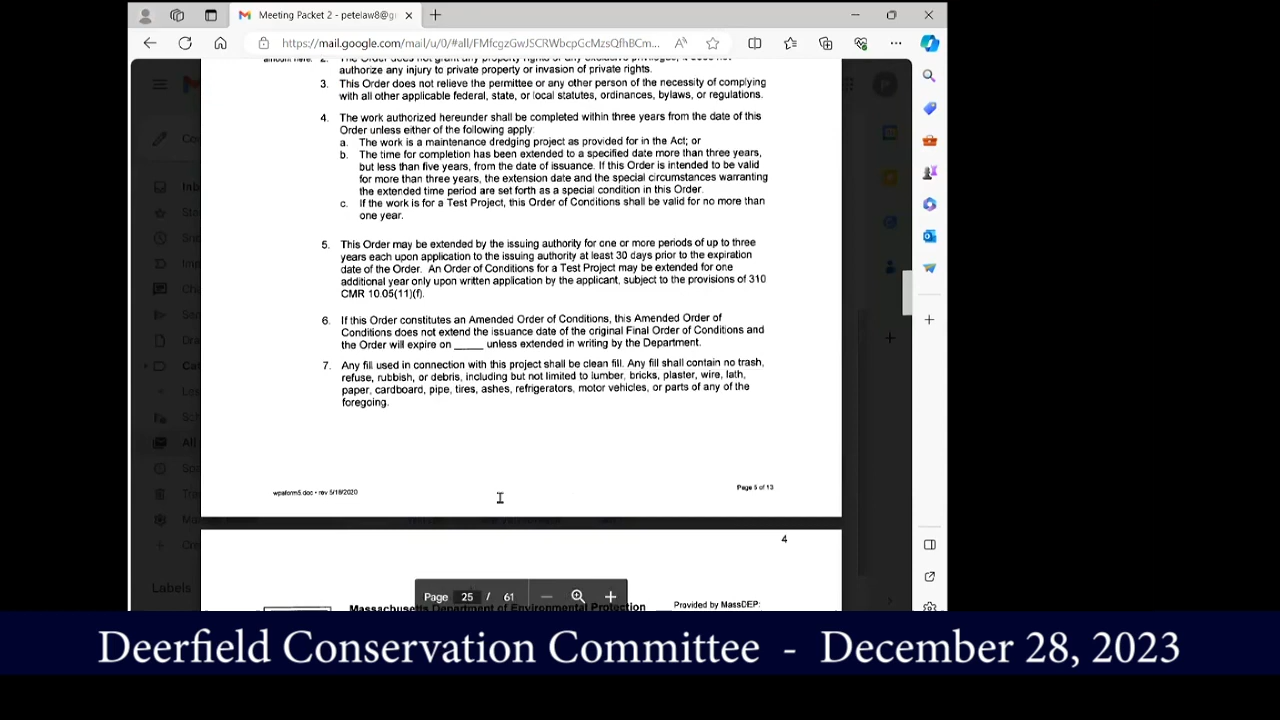 Meeting Packet 2 - petelaw8@g
https://mail.google.com/mail/u/0/#all/FMfcgzGwJSCRWbcpGcMzsQfhBCm...
authorize any injury to private property or invasion of private rights.
3. This Order does not relieve the permittee or any other person of the necessity of complying
with all other applicable federal, state, or local statutes, ordinances, bylaws, or regulations.
4. The work authorized hereunder shall be completed within three years from the date of this
Order unless either of the following apply:
a. The work is a maintenance dredging project as provided for in the Act; or
b. The time for completion has been extended to a specified date more than three years,
but less than five years, from the date of issuance. If this Order is intended to be valid
for more than three years, the extension date and the special circumstances warranting
the extended time period are set forth as a special condition in this Order.
c. If the work is for a Test Project, this Order of Conditions shall be valid for no more than
one year.
5. This Order may be extended by the issuing authority for one or more periods of up to three
years each upon application to the issuing authority at least 30 days prior to the expiration
date of the Order. An Order of Conditions for a Test Project may be extended for one
additional year only upon written application by the applicant, subject to the provisions of 310
CMR 10.05(11)(f).
6. If this Order constitutes an Amended Order of Conditions, this Amended Order of
Conditions does not extend the issuance date of the original Final Order of Conditions and
the Order will expire on _____ unless extended in writing by the Department.
7. Any fill used in connection with this project shall be clean fill. Any fill shall contain no trash,
refuse, rubbish, or debris, including but not limited to lumber, bricks, plaster, wire, lath,
paper, cardboard, pipe, tires, ashes, refrigerators, motor vehicles, or parts of any of the
foregoing.
wpaform5.doc • rev 5/18/2020
Page 5 of 13
4
Page 25 / 61
Massachusetts Department of Environmental Protection
Provided by MassDEP:
Labels
Deerfield Conservation Committee - December 28, 2023